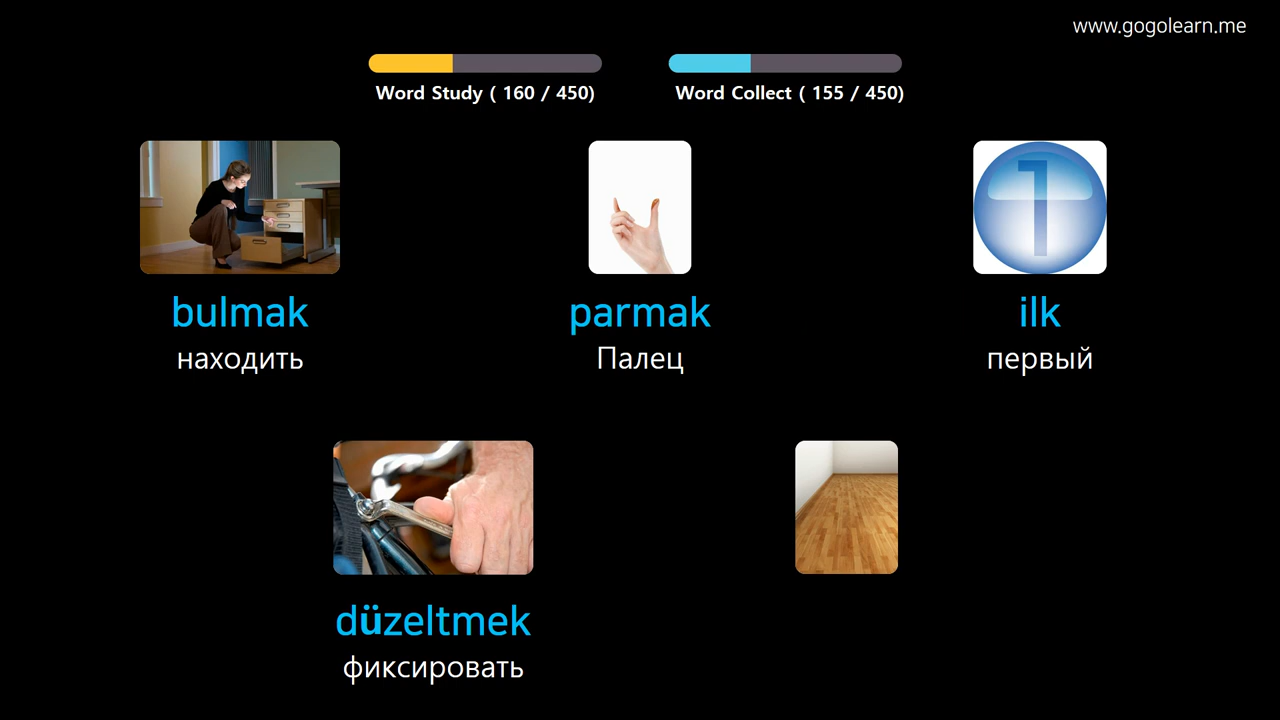 www.gogolearn.me
Word Study ( 160 / 450)
Word Collect ( 155 / 450)
bulmak
находить
parmak
Палец
ilk
первый
düzeltmek
фиксировать